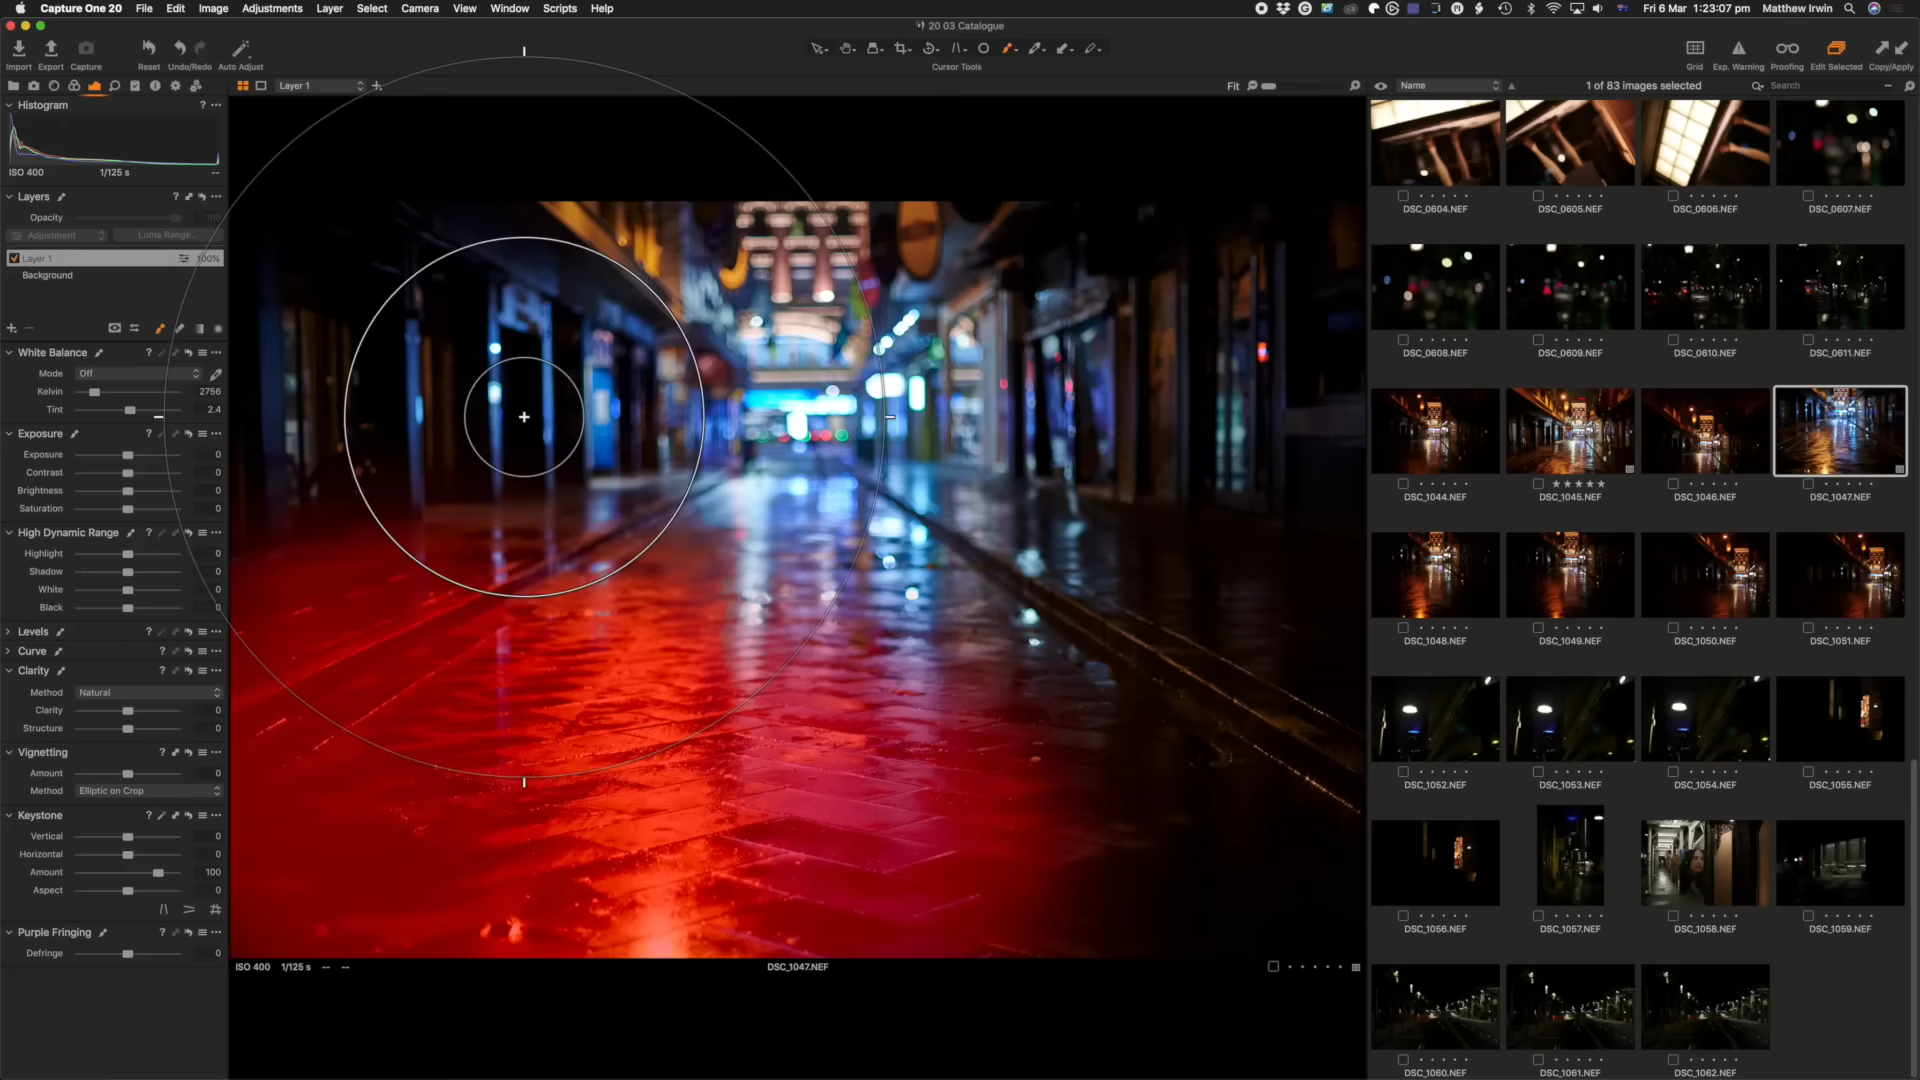 Capture One 20 File Edit Image Adjustments Layer Select Camera View Window Scripts Help Fri 6 Mar 1:23:07 pm Matthew Irwin
20 03 Catalogue
Import Export Capture Reset Undo/Redo Auto Adjust Cursor Tools Grid Exp. Warning Proofing Edit Selected Copy/Apply
Layer 1 Fit Name 1 of 83 images selected Search
Histogram ?
ISO 400 1/125 s --
Layers ?
Opacity 100
Adjustment Luma Range...
Layer 1 100%
Background
White Balance ?
Mode Off
Kelvin 2756
Tint 2.4
Exposure ?
Exposure 0
Contrast 0
Brightness 0
Saturation 0
High Dynamic Range ?
Highlight 0
Shadow 0
White 0
Black 0
Levels ?
Curve ?
Clarity ?
Method Natural
Clarity 0
Structure 0
Vignetting ?
Amount 0
Method Elliptic on Crop
Keystone ?
Vertical 0
Horizontal 0
Amount 100
Aspect 0
Purple Fringing ?
Defringe 0
ISO 400 1/125 s -- -- DSC_1047.NEF
DSC_0604.NEF DSC_0605.NEF DSC_0606.NEF DSC_0607.NEF
DSC_0608.NEF DSC_0609.NEF DSC_0610.NEF DSC_0611.NEF
DSC_1044.NEF DSC_1045.NEF DSC_1046.NEF DSC_1047.NEF
DSC_1048.NEF DSC_1049.NEF DSC_1050.NEF DSC_1051.NEF
DSC_1052.NEF DSC_1053.NEF DSC_1054.NEF DSC_1055.NEF
DSC_1056.NEF DSC_1057.NEF DSC_1058.NEF DSC_1059.NEF
DSC_1060.NEF DSC_1061.NEF DSC_1062.NEF